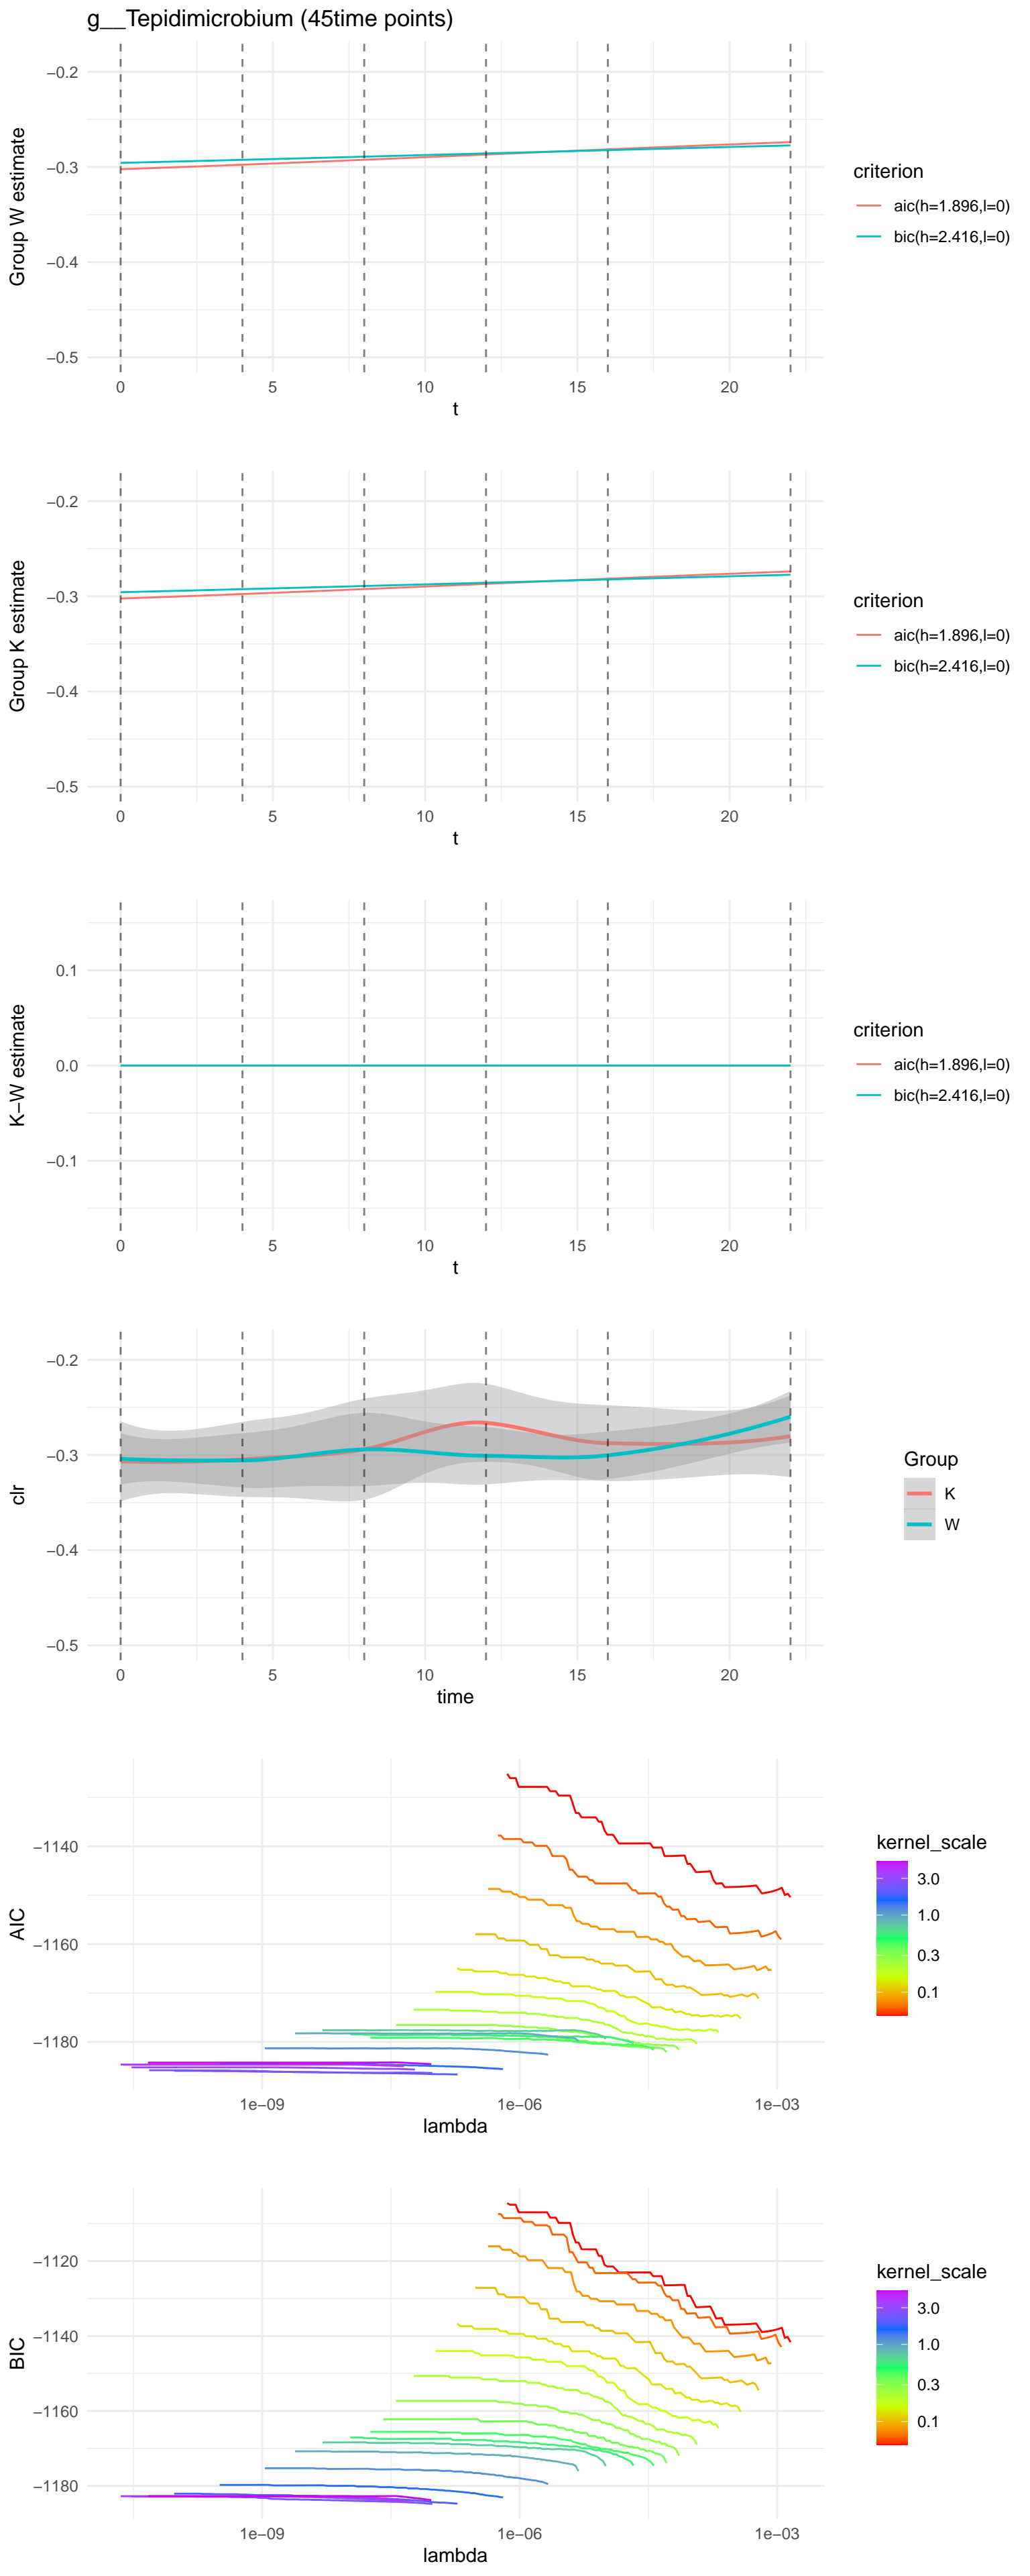 g__Tepidimicrobium (45time points)
Group W estimate
−0.2
−0.3
−0.4
−0.5
0 5 10 15 20
t
criterion
aic(h=1.896,l=0)
bic(h=2.416,l=0)
Group K estimate
−0.2
−0.3
−0.4
−0.5
0 5 10 15 20
t
criterion
aic(h=1.896,l=0)
bic(h=2.416,l=0)
K−W estimate
0.1
0.0
−0.1
0 5 10 15 20
t
criterion
aic(h=1.896,l=0)
bic(h=2.416,l=0)
clr
−0.2
−0.3
−0.4
−0.5
0 5 10 15 20
time
Group
K
W
AIC
−1140
−1160
−1180
1e−09 1e−06 1e−03
lambda
kernel_scale
3.0
1.0
0.3
0.1
BIC
−1120
−1140
−1160
−1180
1e−09 1e−06 1e−03
lambda
kernel_scale
3.0
1.0
0.3
0.1